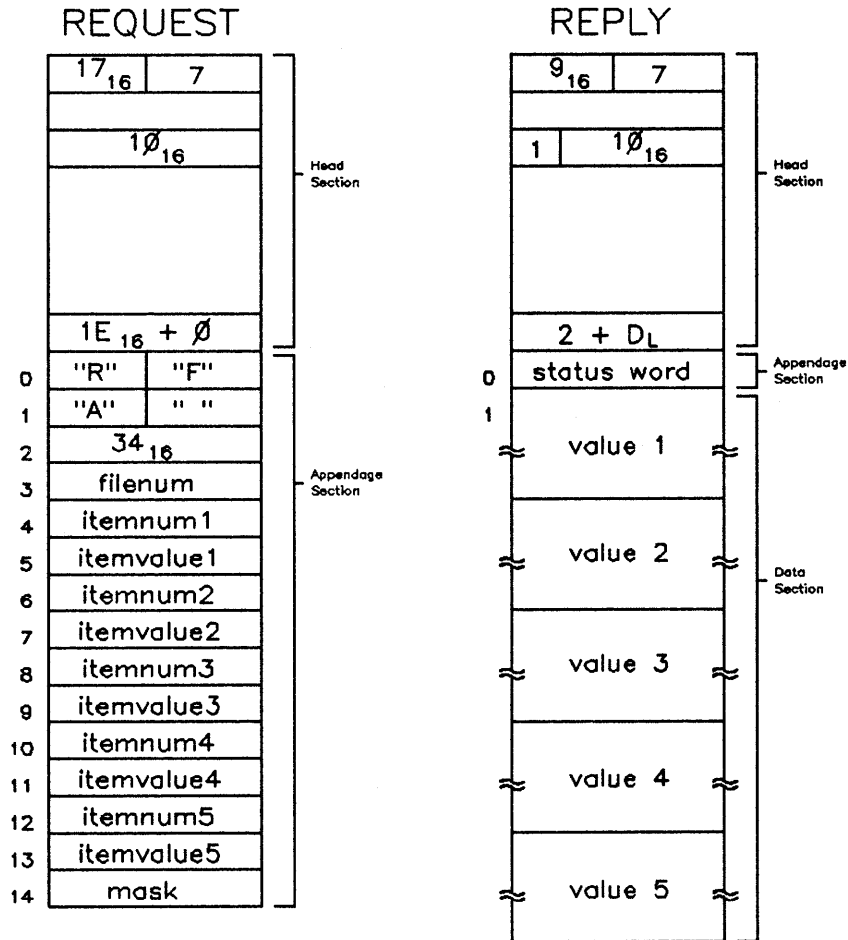 REQUEST
17₁₆ 7
1Ø₁₆
Head
Section
1E₁₆ + Ø
0 "R" "F"
1 "A" " "
2 34₁₆
3 filenum
4 itemnum1
5 itemvalue1
6 itemnum2
7 itemvalue2
8 itemnum3
9 itemvalue3
10 itemnum4
11 itemvalue4
12 itemnum5
13 itemvalue5
14 mask
Appendage
Section
REPLY
9₁₆ 7
1 1Ø₁₆
Head
Section
2 + D_L
0 status word
Appendage
Section
1
value 1
value 2
value 3
value 4
value 5
Data
Section